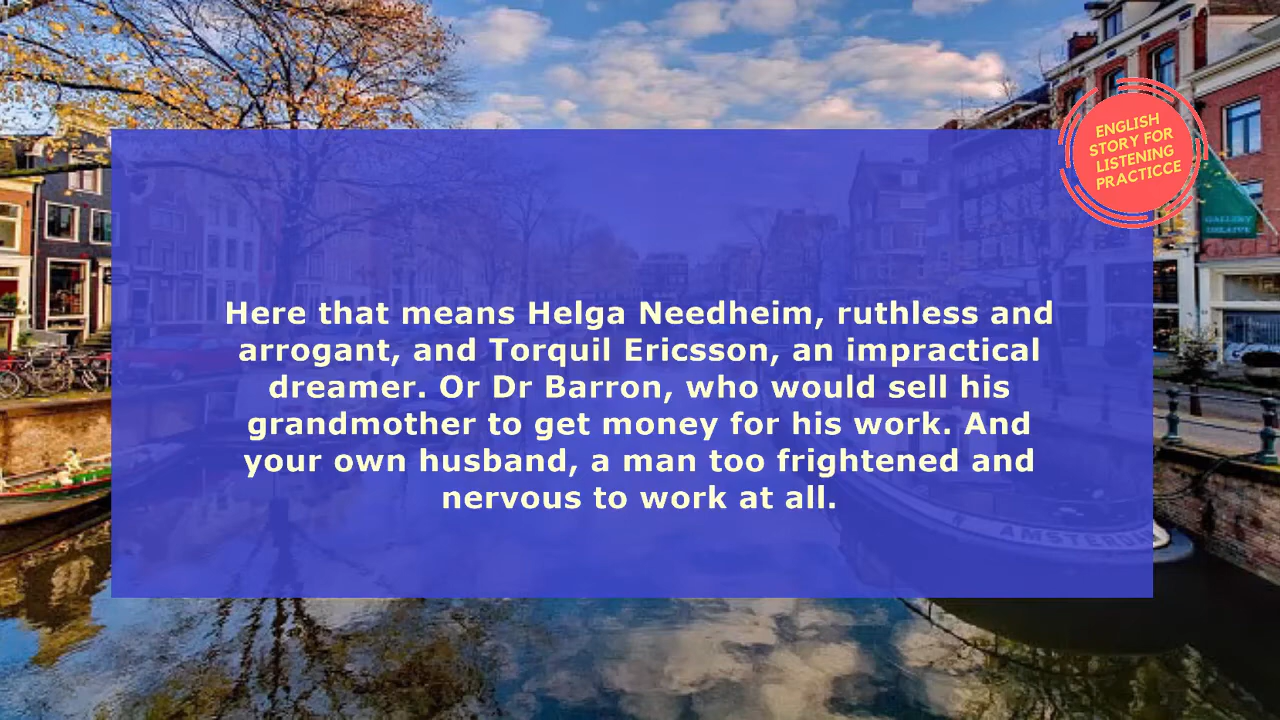 ENGLISH
STORY FOR
LISTENING
PRACTICCE
GALLERY
Here that means Helga Needheim, ruthless and
arrogant, and Torquil Ericsson, an impractical
dreamer. Or Dr Barron, who would sell his
grandmother to get money for his work. And
your own husband, a man too frightened and
nervous to work at all.
AMSTERDAM